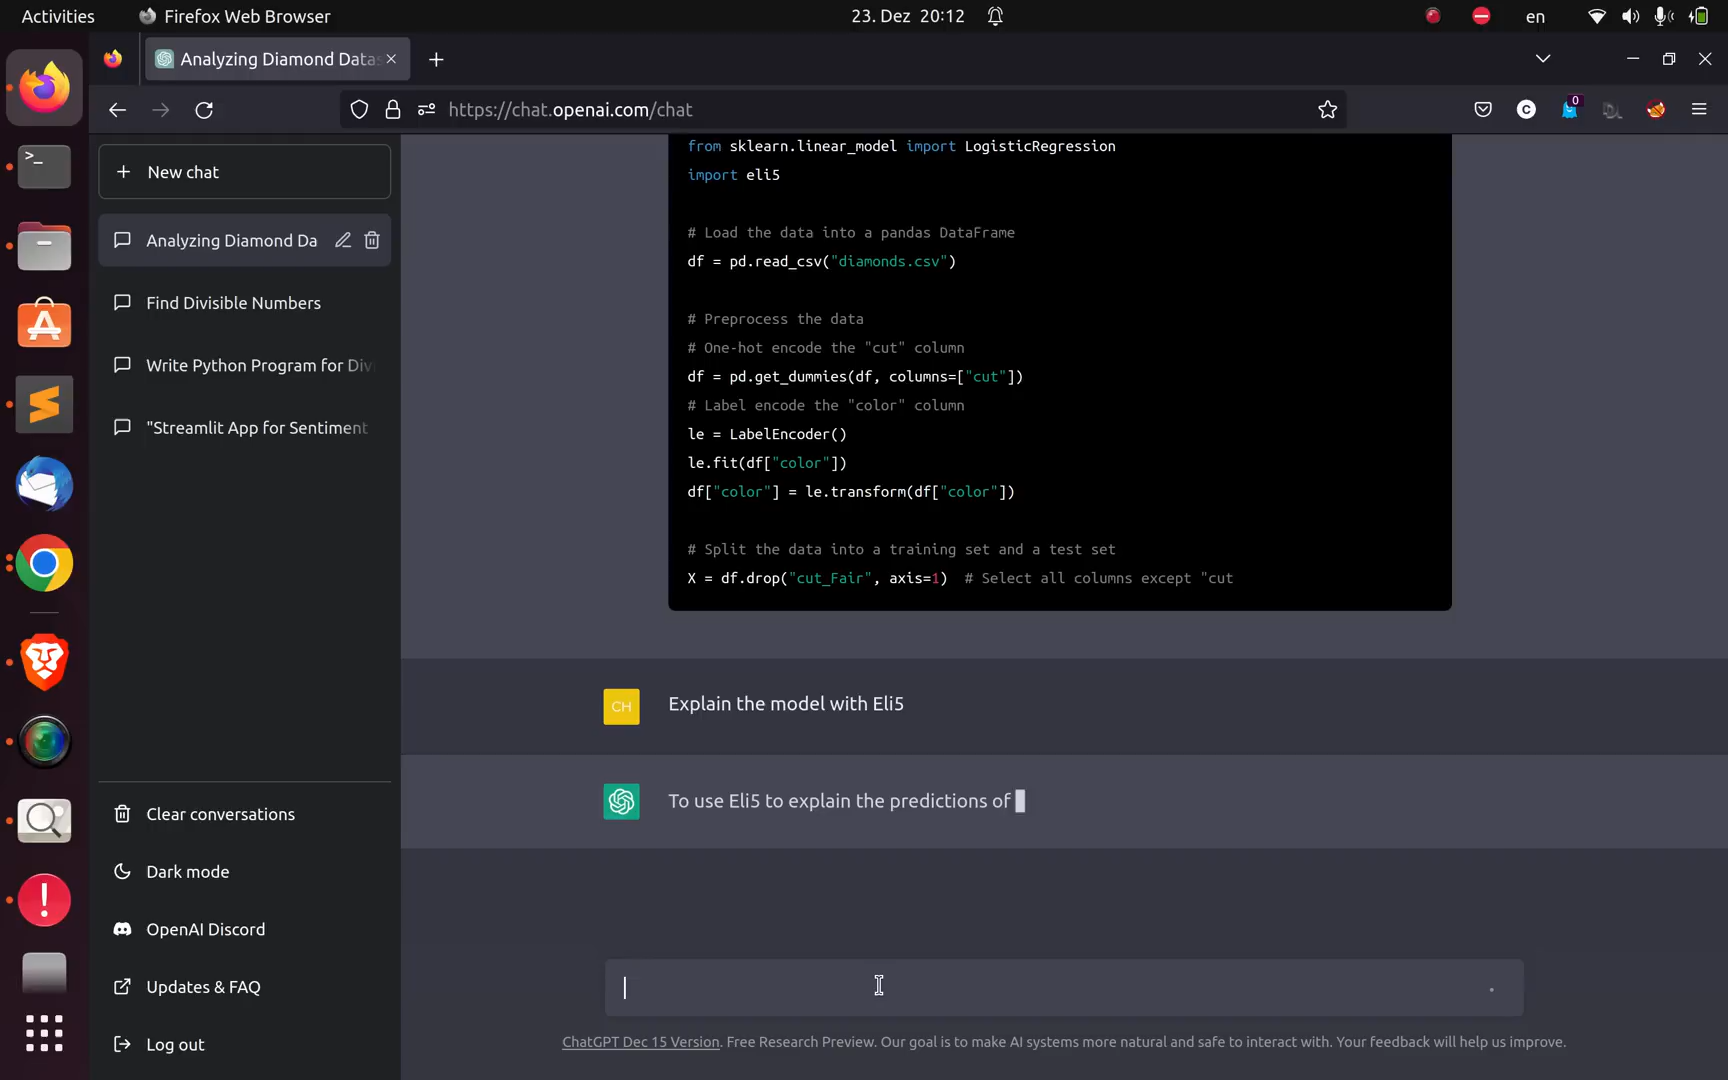 Activities
Firefox Web Browser
23. Dez 20:12
en
Analyzing Diamond Datas
https://chat.openai.com/chat
0
New chat
Analyzing Diamond Da
Find Divisible Numbers
Write Python Program for Div
"Streamlit App for Sentiment
Clear conversations
Dark mode
OpenAI Discord
Updates & FAQ
Log out
from sklearn.linear_model import LogisticRegression
import eli5
# Load the data into a pandas DataFrame
df = pd.read_csv("diamonds.csv")
# Preprocess the data
# One-hot encode the "cut" column
df = pd.get_dummies(df, columns=["cut"])
# Label encode the "color" column
le = LabelEncoder()
le.fit(df["color"])
df["color"] = le.transform(df["color"])
# Split the data into a training set and a test set
X = df.drop("cut_Fair", axis=1)  # Select all columns except "cut
CH
Explain the model with Eli5
To use Eli5 to explain the predictions of
ChatGPT Dec 15 Version. Free Research Preview. Our goal is to make AI systems more natural and safe to interact with. Your feedback will help us improve.